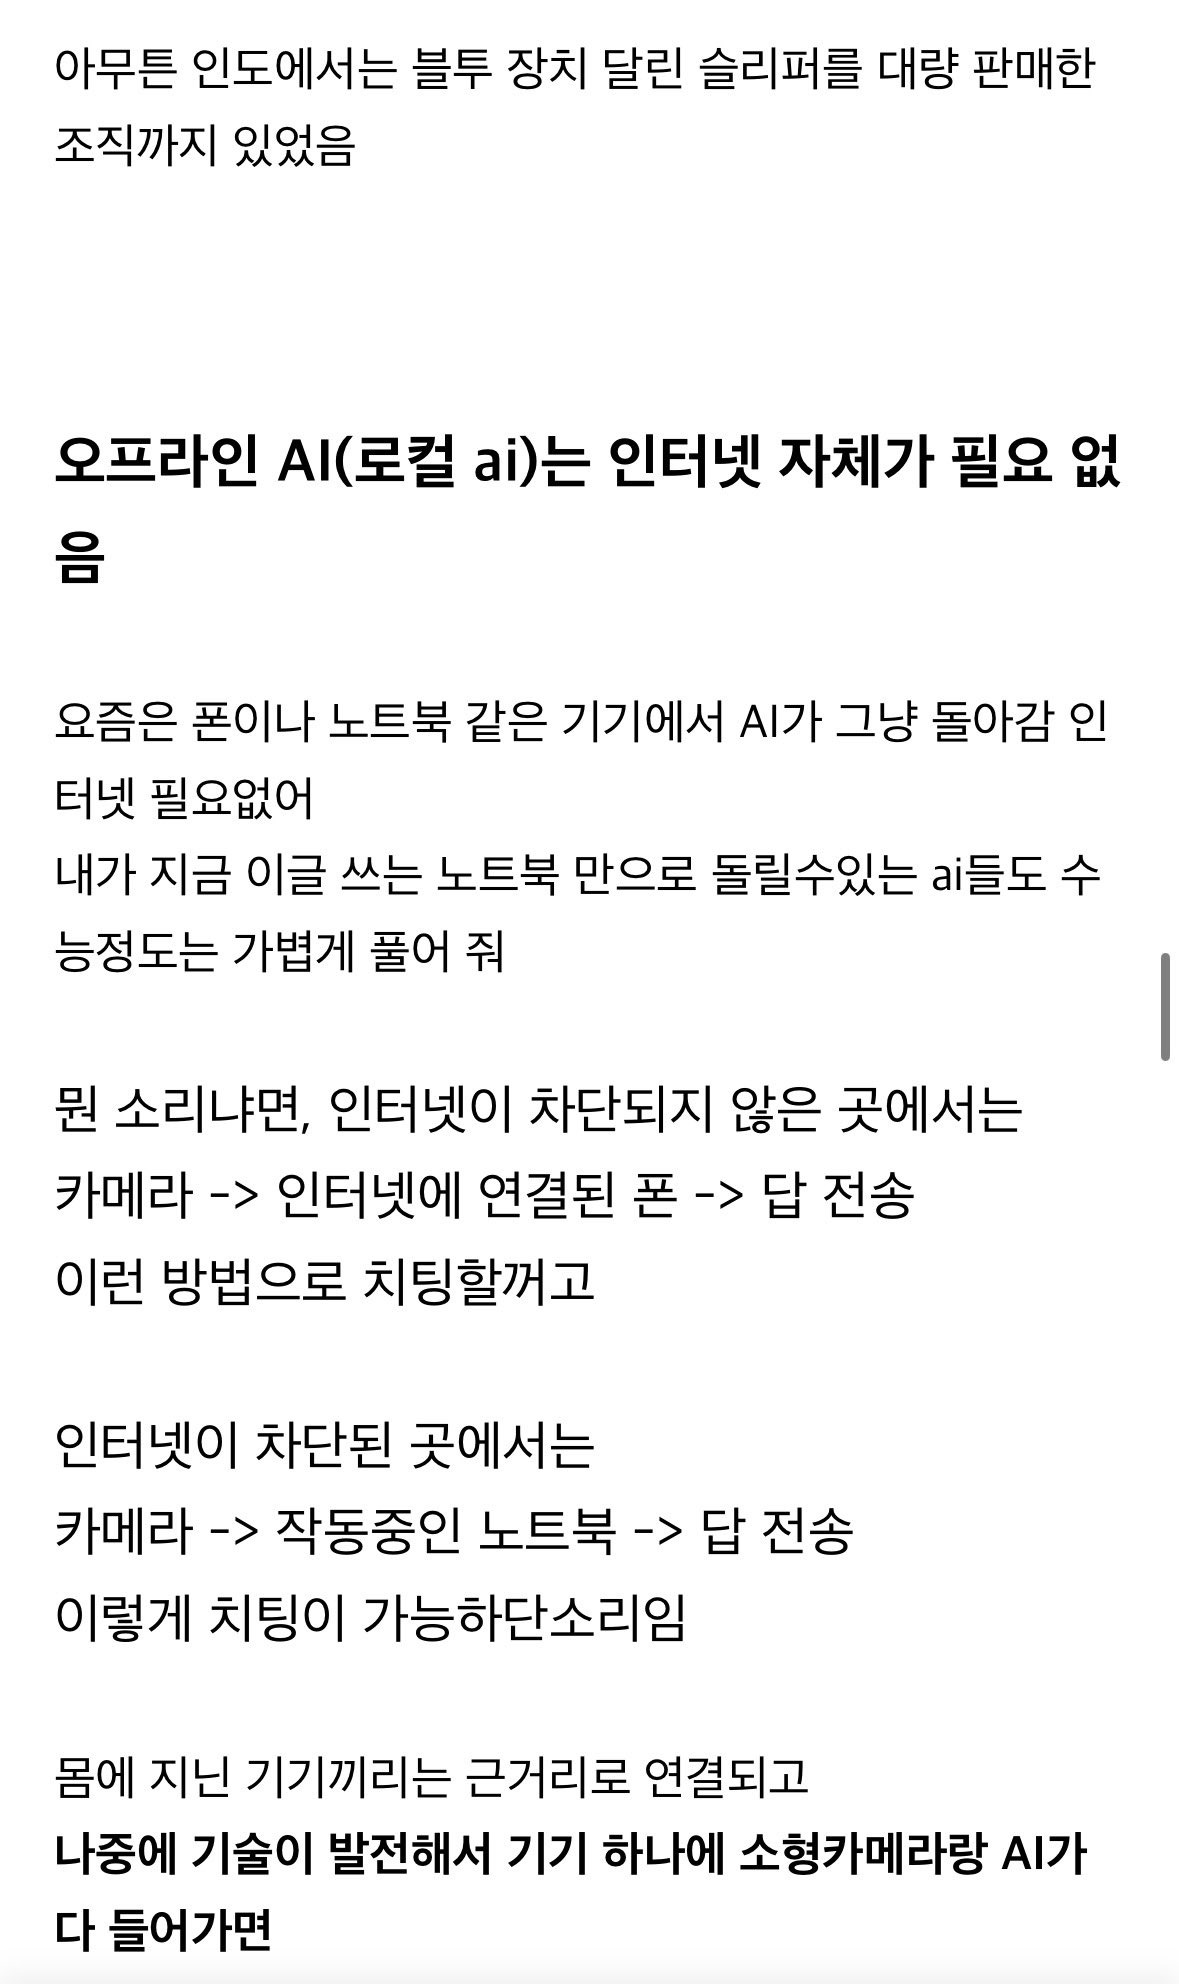 아무튼 인도에서는 블투 장치 달린 슬리퍼를 대량 판매한
조직까지 있었음
오프라인 AI(로컬 ai)는 인터넷 자체가 필요 없
음
요즘은 폰이나 노트북 같은 기기에서 AI가 그냥 돌아감 인
터넷 필요없어
내가 지금 이글 쓰는 노트북 만으로 돌릴수있는 ai들도 수
능정도는 가볍게 풀어 줘
뭔 소리냐면, 인터넷이 차단되지 않은 곳에서는
카메라 -> 인터넷에 연결된 폰 -> 답 전송
이런 방법으로 치팅할꺼고
인터넷이 차단된 곳에서는
카메라 -> 작동중인 노트북 -> 답 전송
이렇게 치팅이 가능하단소리임
몸에 지닌 기기끼리는 근거리로 연결되고
나중에 기술이 발전해서 기기 하나에 소형카메라랑 AI가
다 들어가면